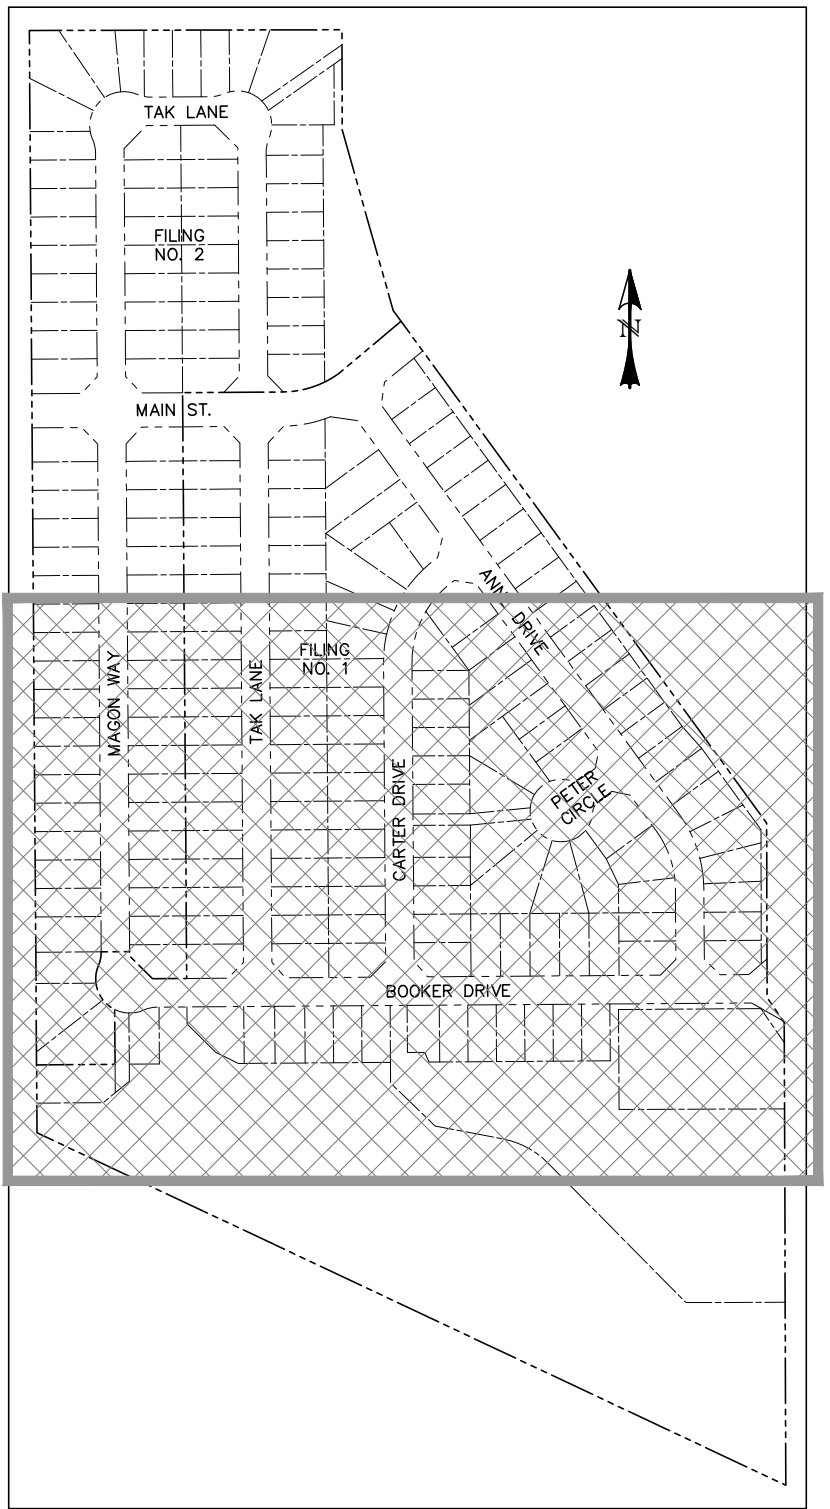 TAK LANE
FILING
NO. 2
N
MAIN ST.
ANN DRIVE
FILING
NO. 1
MAGON WAY
TAK LANE
CARTER DRIVE
PETER
CIRCLE
BOOKER DRIVE